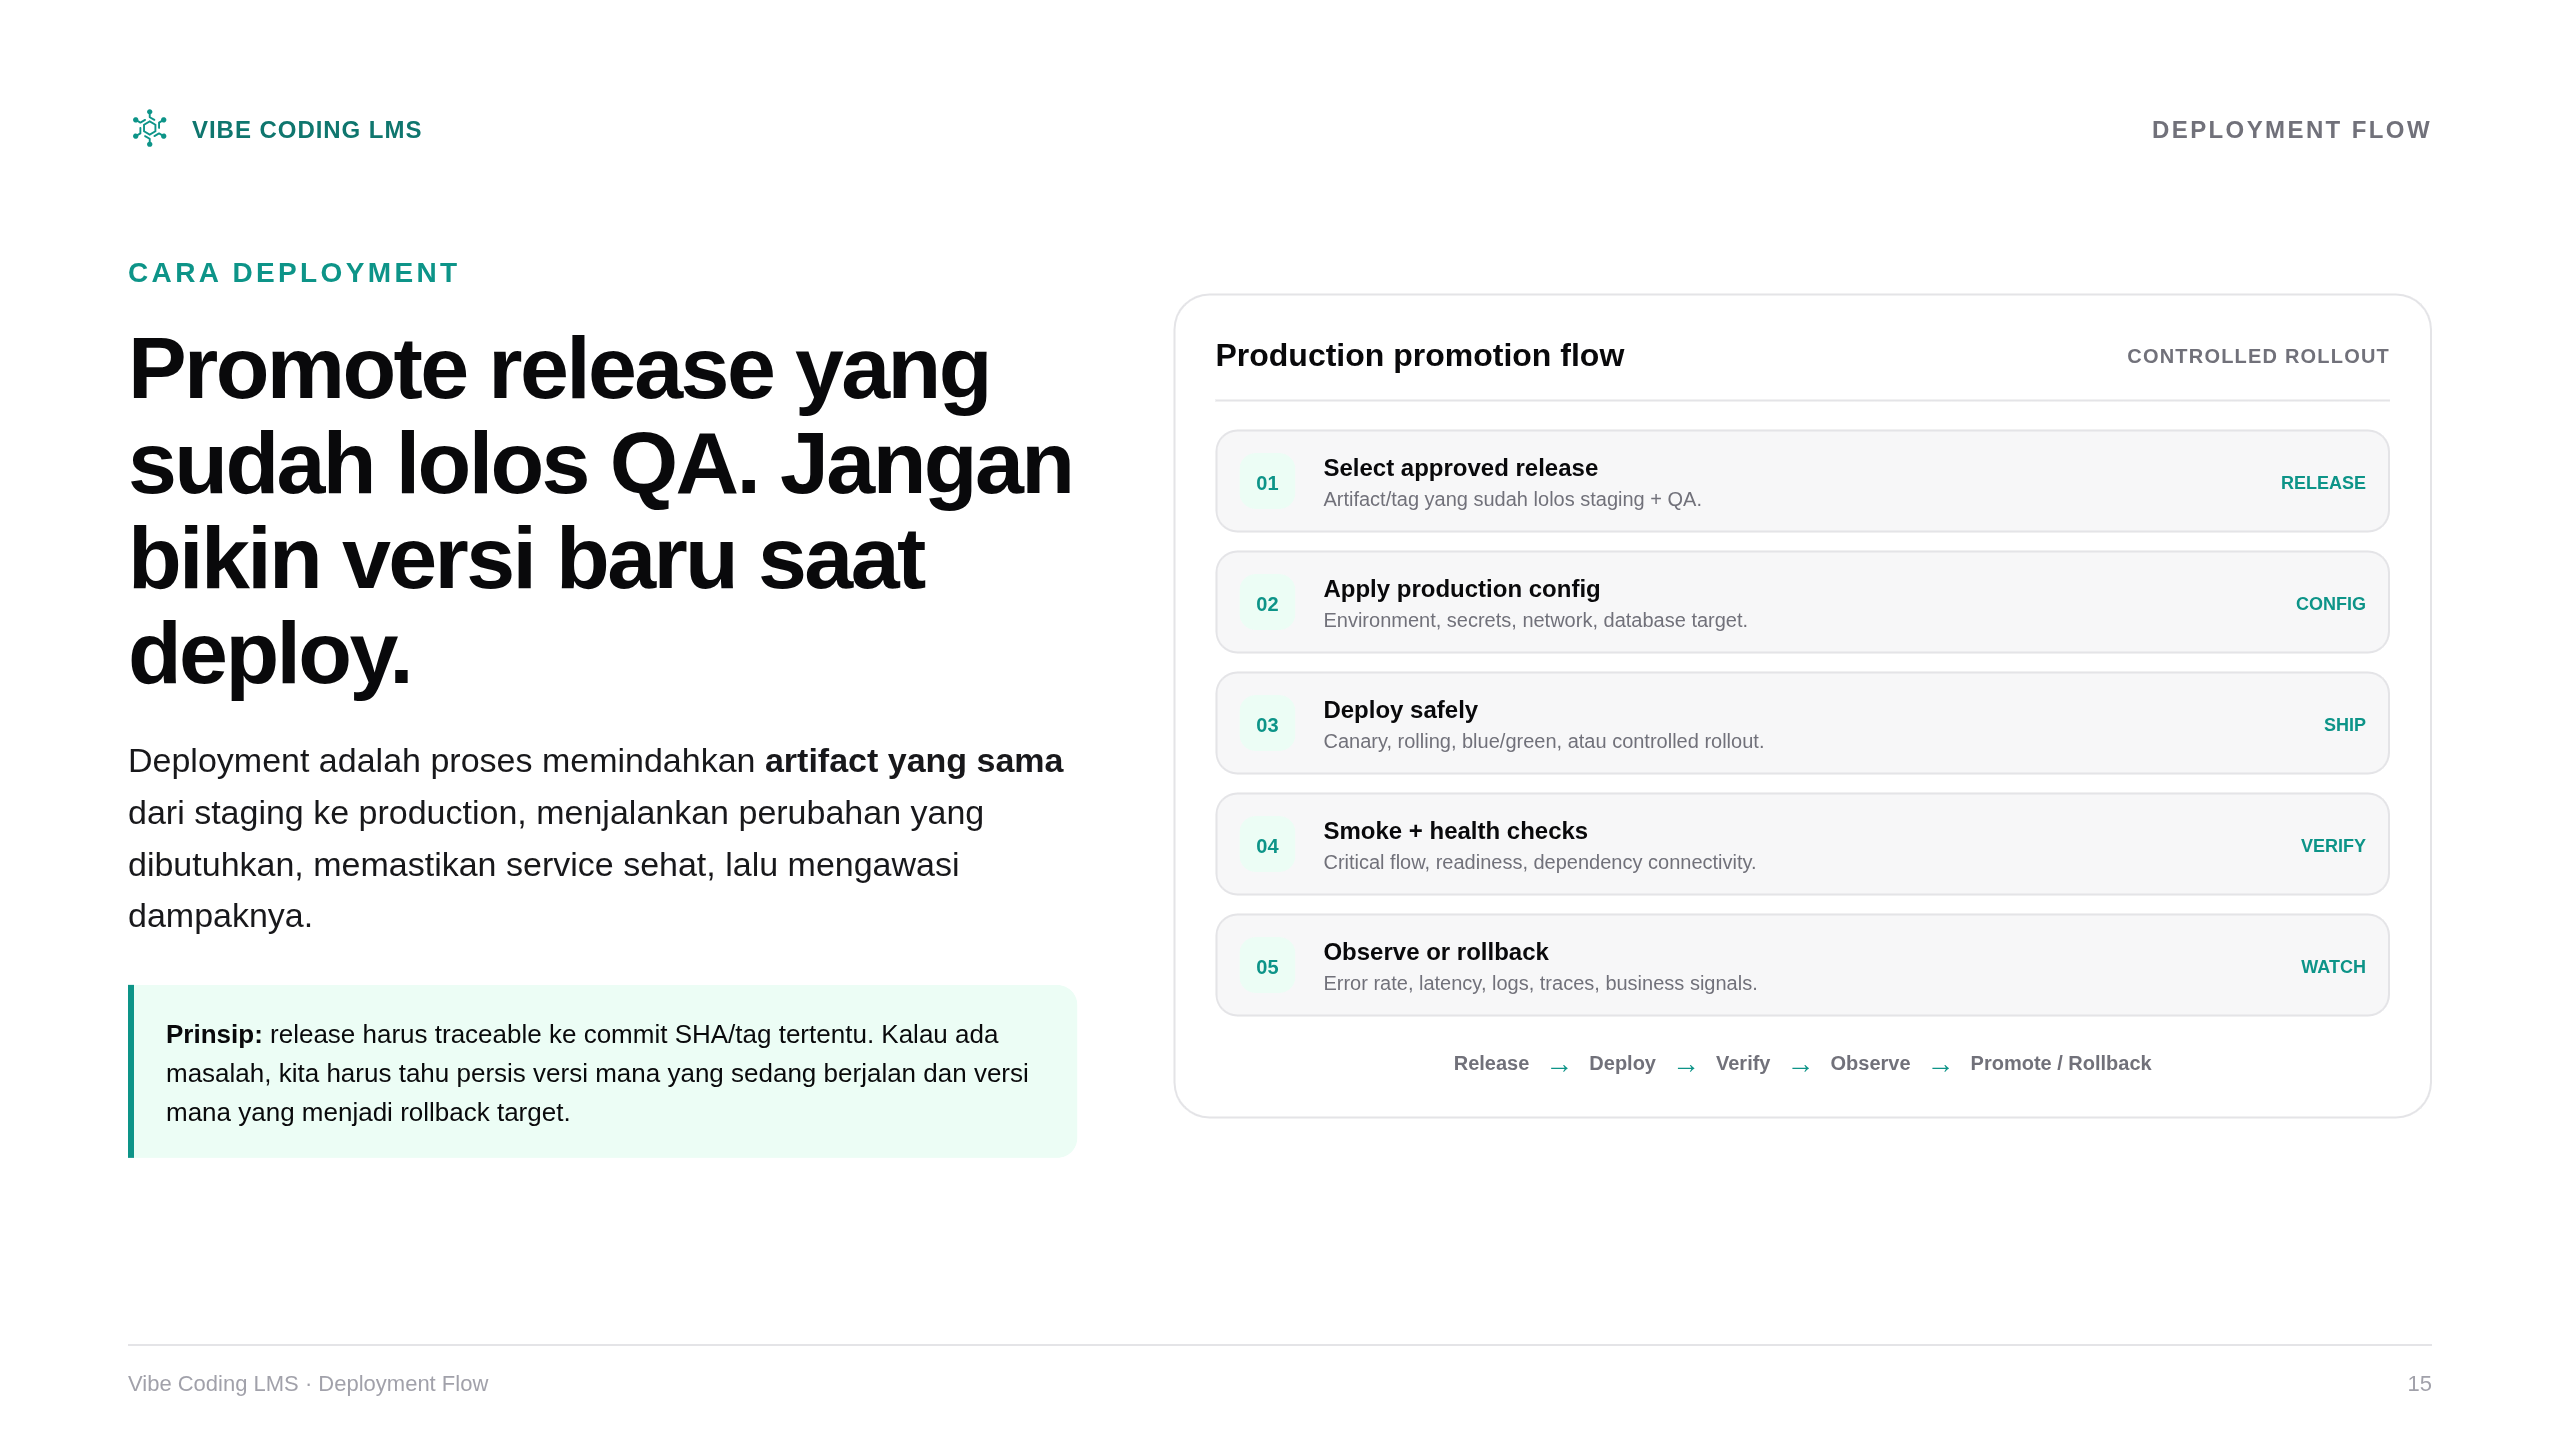 VIBE CODING LMS
DEPLOYMENT FLOW
CARA DEPLOYMENT
Promote release yang
sudah lolos QA. Jangan
bikin versi baru saat
deploy.
Deployment adalah proses memindahkan artifact yang sama
dari staging ke production, menjalankan perubahan yang
dibutuhkan, memastikan service sehat, lalu mengawasi
dampaknya.
Prinsip: release harus traceable ke commit SHA/tag tertentu. Kalau ada
masalah, kita harus tahu persis versi mana yang sedang berjalan dan versi
mana yang menjadi rollback target.
Production promotion flow
CONTROLLED ROLLOUT
01
Select approved release
Artifact/tag yang sudah lolos staging + QA.
RELEASE
02
Apply production config
Environment, secrets, network, database target.
CONFIG
03
Deploy safely
Canary, rolling, blue/green, atau controlled rollout.
SHIP
04
Smoke + health checks
Critical flow, readiness, dependency connectivity.
VERIFY
05
Observe or rollback
Error rate, latency, logs, traces, business signals.
WATCH
Release → Deploy → Verify → Observe → Promote / Rollback
Vibe Coding LMS · Deployment Flow
15